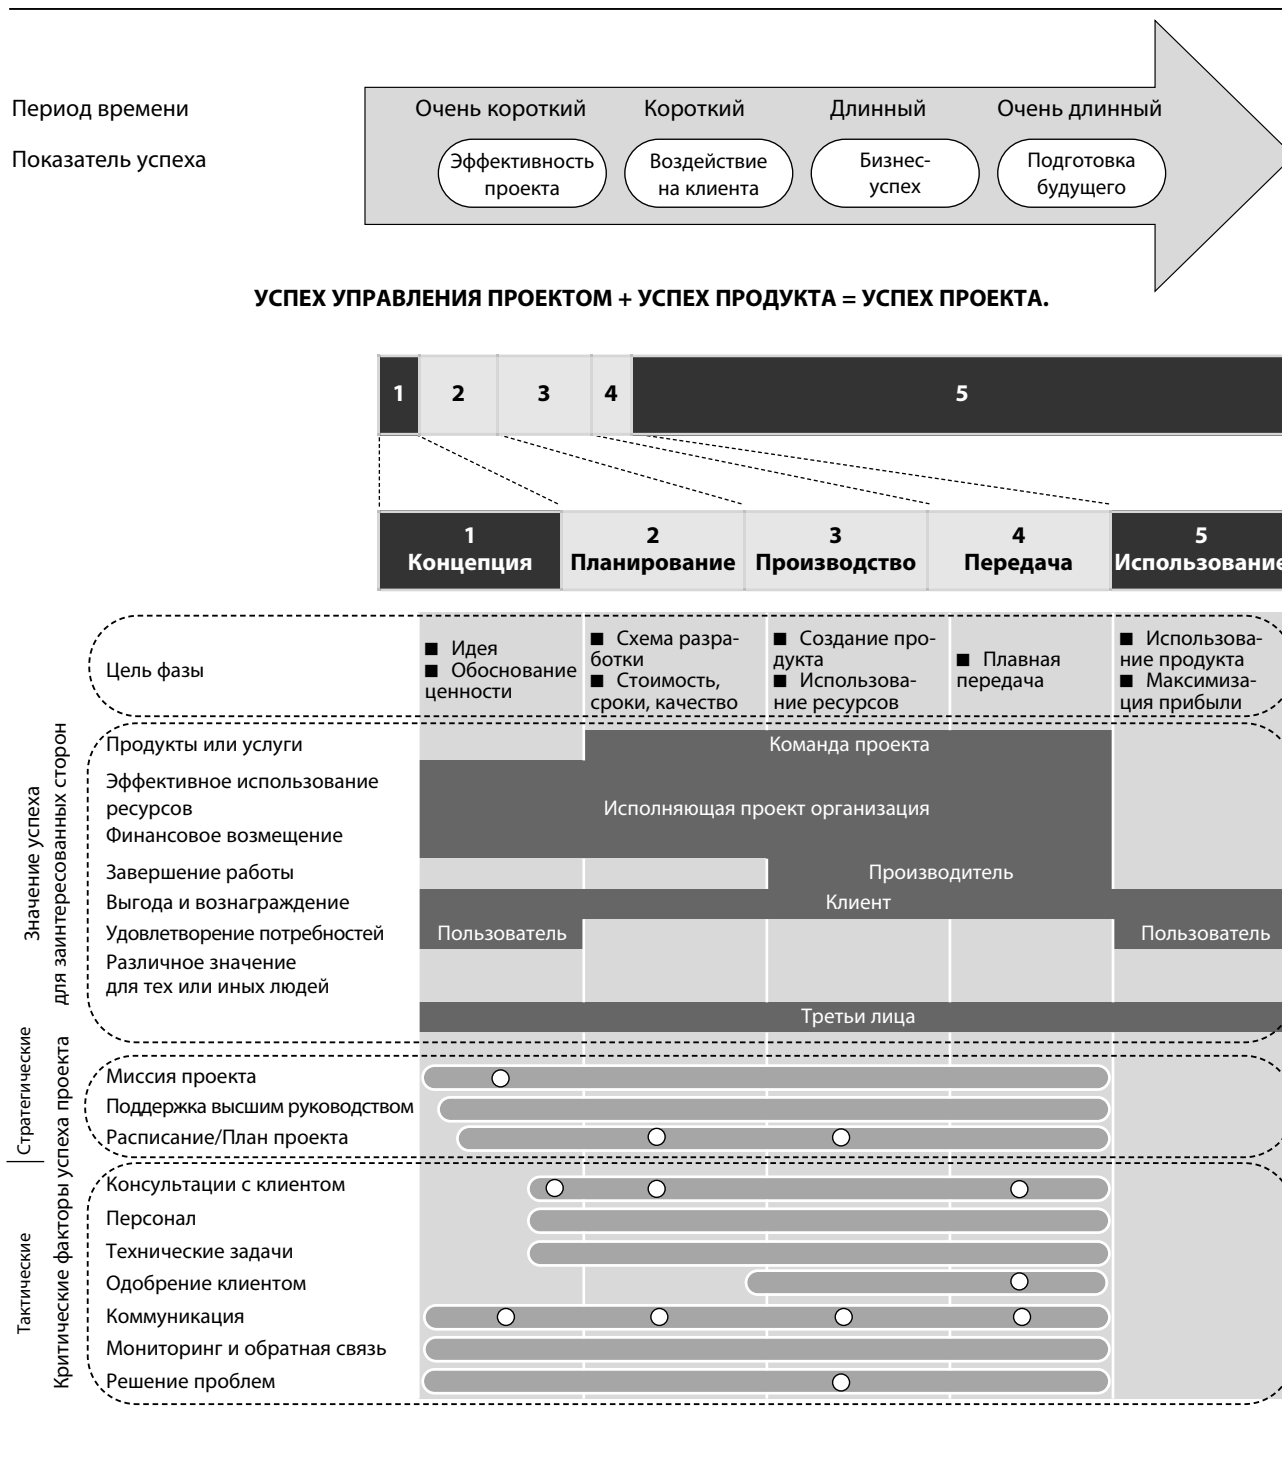 Период времени
Очень короткий
Короткий
Длинный
Очень длинный
Показатель успеха
Эффективность
проекта
Воздействие
на клиента
Бизнес-
успех
Подготовка
будущего
УСПЕХ УПРАВЛЕНИЯ ПРОЕКТОМ + УСПЕХ ПРОДУКТА = УСПЕХ ПРОЕКТА.
1
2
3
4
5
1
Концепция
2
Планирование
3
Производство
4
Передача
5
Использование
Цель фазы
■ Идея
■ Обоснование
ценности
■ Схема разра-
ботки
■ Стоимость,
сроки, качество
■ Создание про-
дукта
■ Использова-
ние ресурсов
■ Плавная
передача
■ Использова-
ние продукта
■ Максимиза-
ция прибыли
Значение успеха
для заинтересованных сторон
Продукты или услуги
Команда проекта
Эффективное использование
ресурсов
Финансовое возмещение
Исполняющая проект организация
Завершение работы
Производитель
Выгода и вознаграждение
Клиент
Удовлетворение потребностей
Пользователь
Пользователь
Различное значение
для тех или иных людей
Третьи лица
Критические факторы успеха проекта
Стратегические
Миссия проекта
Поддержка высшим руководством
Расписание/План проекта
Тактические
Консультации с клиентом
Персонал
Технические задачи
Одобрение клиентом
Коммуникация
Мониторинг и обратная связь
Решение проблем